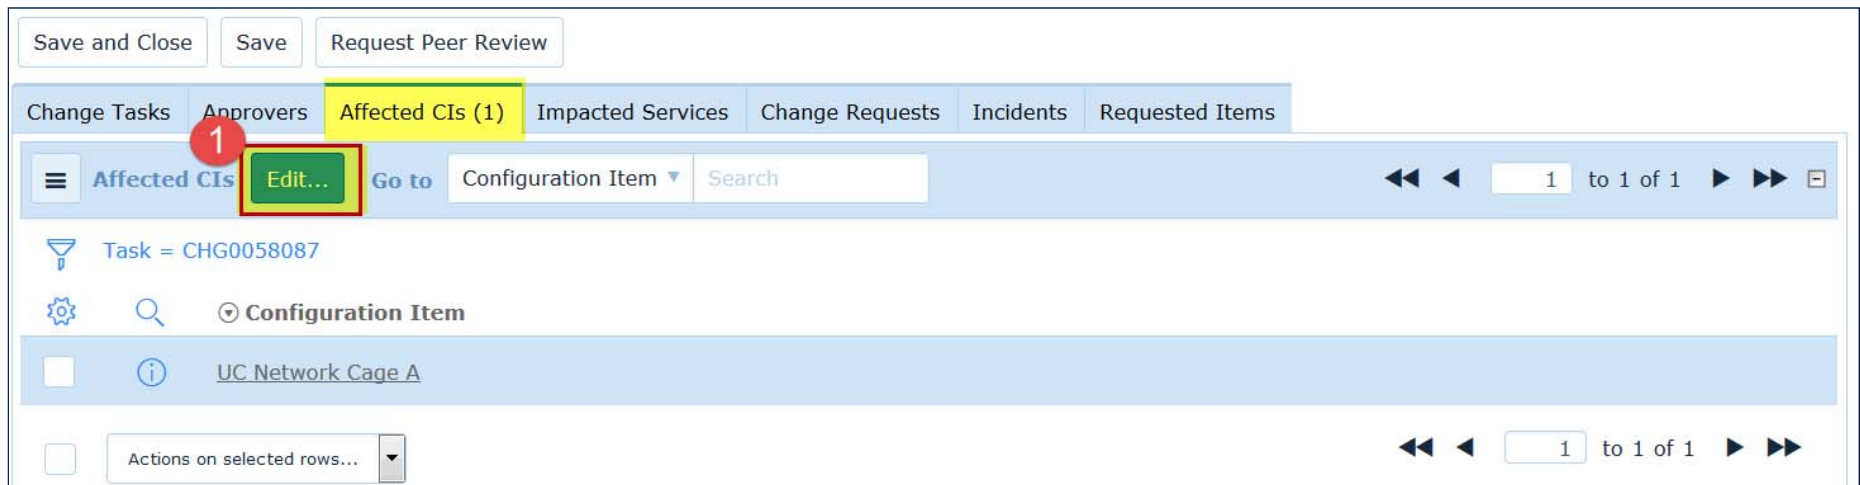 Save and Close Save Request Peer Review
Change Tasks Approvers Affected CIs (1) Impacted Services Change Requests Incidents Requested Items
1
Affected CIs Edit... Go to Configuration Item Search 1 to 1 of 1
Task = CHG0058087
Configuration Item
UC Network Cage A
Actions on selected rows... 1 to 1 of 1